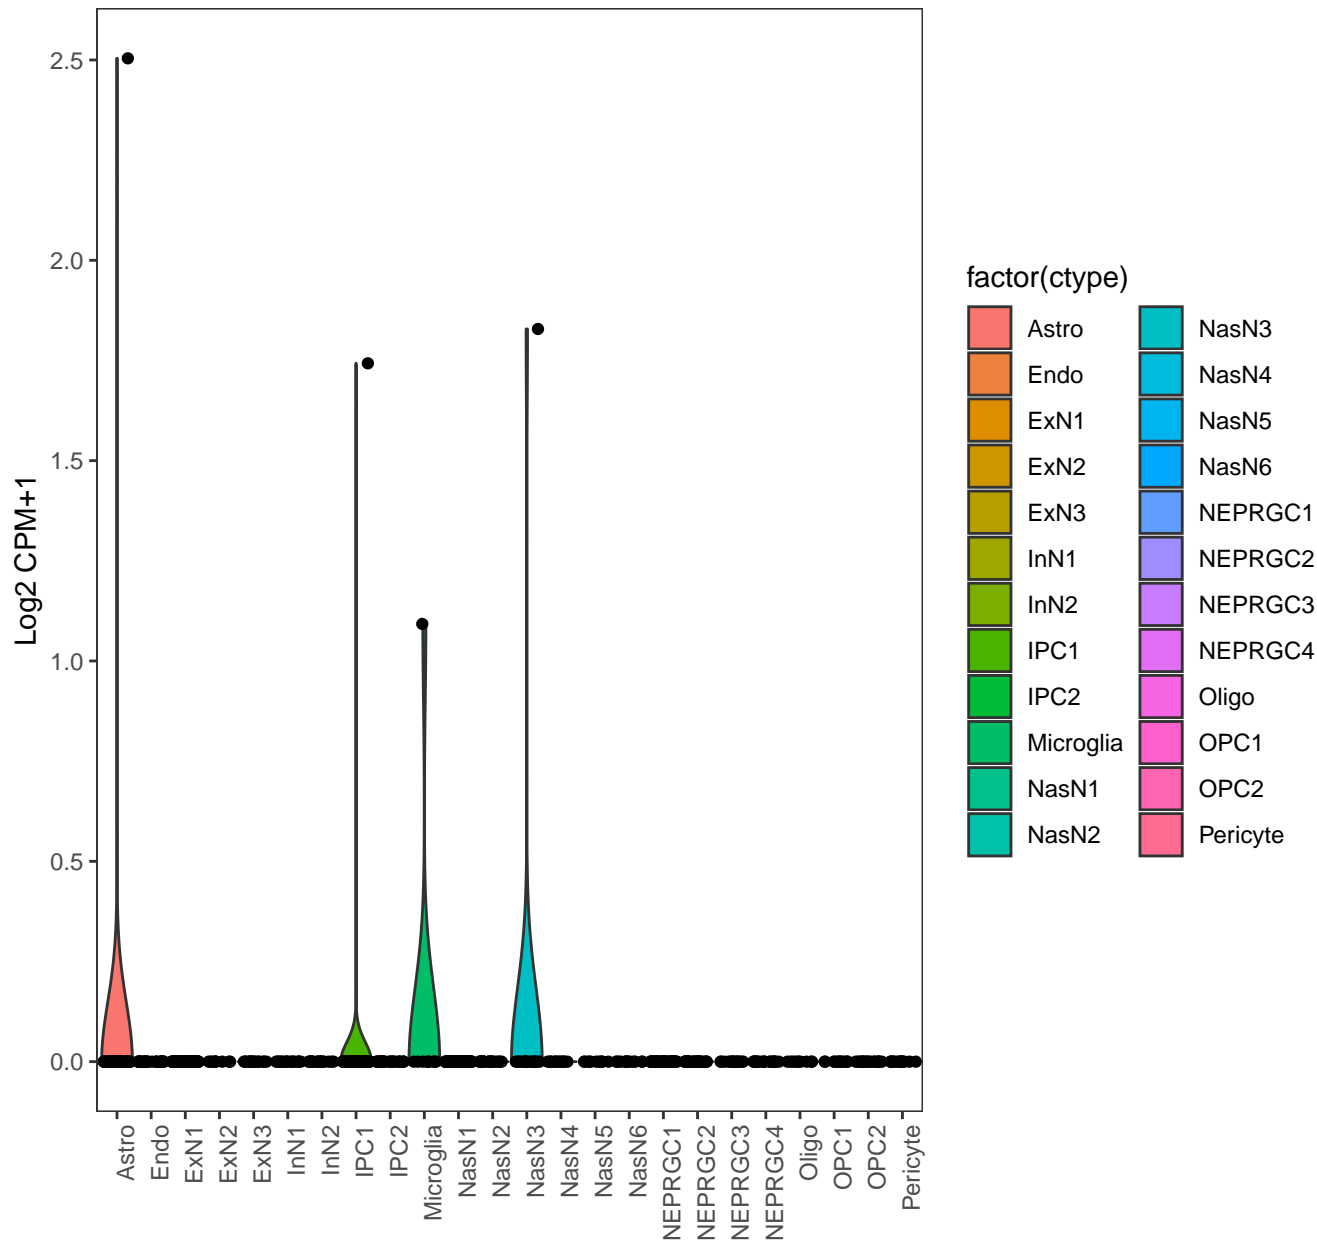 Log2 CPM+1
2.5
2.0
1.5
1.0
0.5
0.0
Astro
Endo
ExN1
ExN2
ExN3
InN1
InN2
IPC1
IPC2
Microglia
NasN1
NasN2
NasN3
NasN4
NasN5
NasN6
NEPRGC1
NEPRGC2
NEPRGC3
NEPRGC4
Oligo
OPC1
OPC2
Pericyte
factor(ctype)
Astro
Endo
ExN1
ExN2
ExN3
InN1
InN2
IPC1
IPC2
Microglia
NasN1
NasN2
NasN3
NasN4
NasN5
NasN6
NEPRGC1
NEPRGC2
NEPRGC3
NEPRGC4
Oligo
OPC1
OPC2
Pericyte